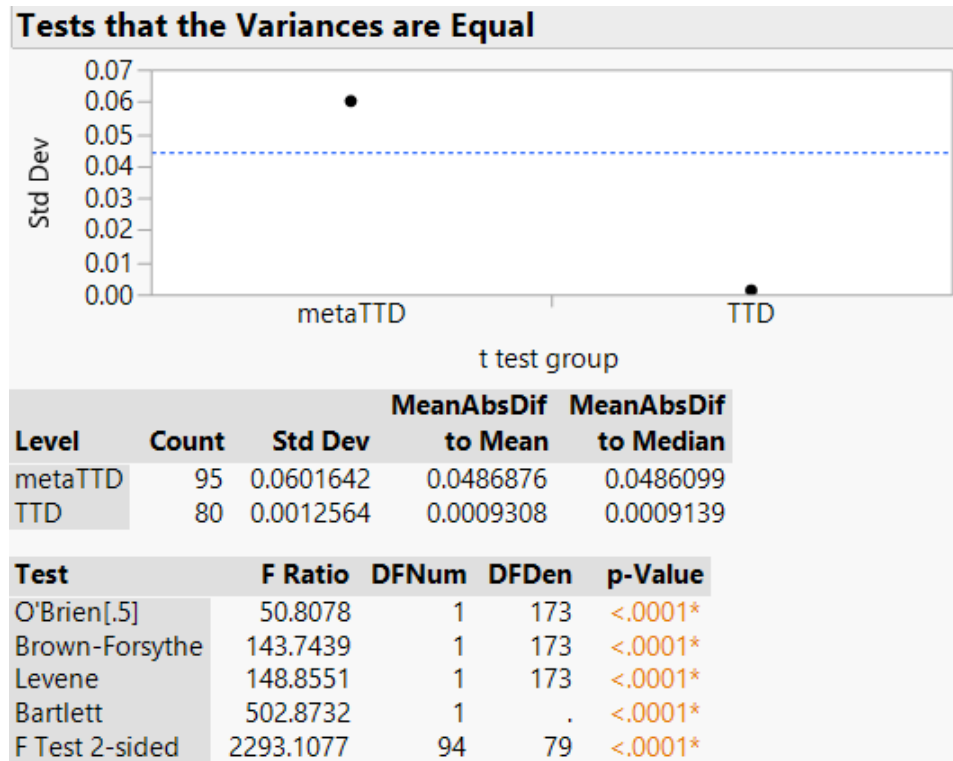 Tests that the Variances are Equal
0.07
0.06
0.05
0.04
0.03
0.02
0.01
0.00
Std Dev
metaTTD TTD
t test group
MeanAbsDif MeanAbsDif
Level Count Std Dev to Mean to Median
metaTTD 95 0.0601642 0.0486876 0.0486099
TTD 80 0.0012564 0.0009308 0.0009139
Test F Ratio DFNum DFDen p-Value
O'Brien[.5] 50.8078 1 173 <.0001*
Brown-Forsythe 143.7439 1 173 <.0001*
Levene 148.8551 1 173 <.0001*
Bartlett 502.8732 1 . <.0001*
F Test 2-sided 2293.1077 94 79 <.0001*